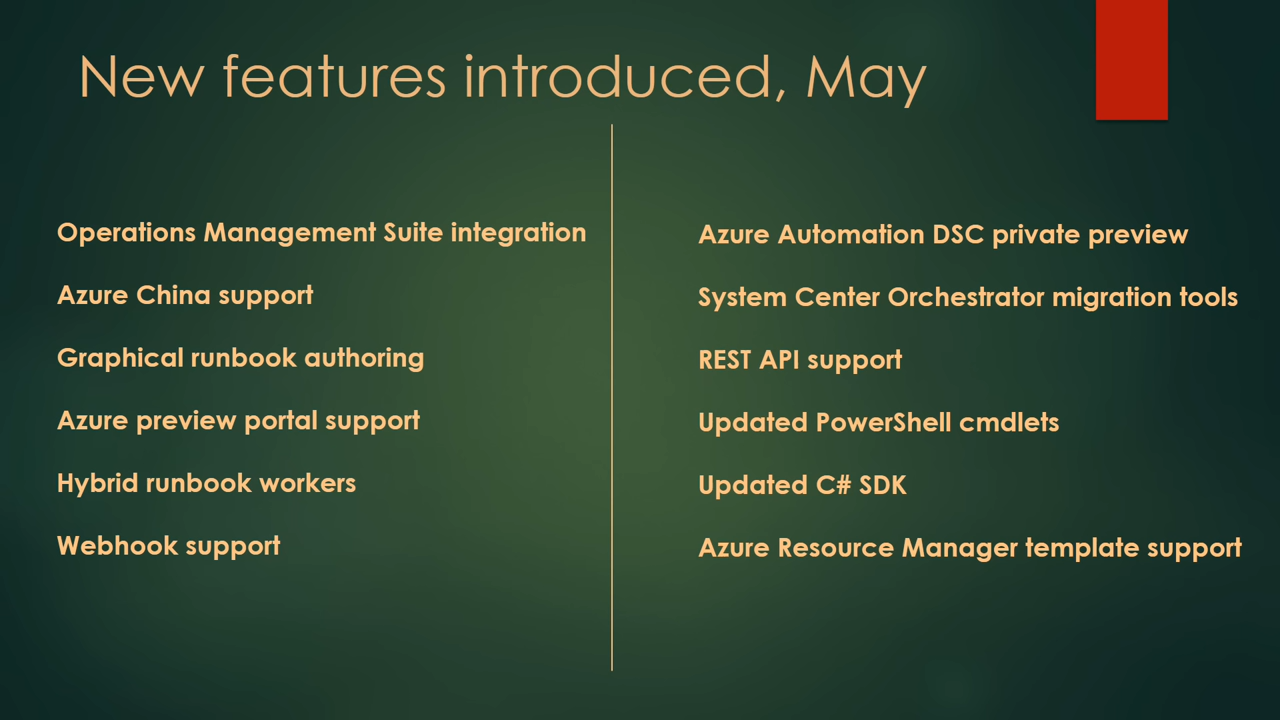 New features introduced, May
Operations Management Suite integration
Azure China support
Graphical runbook authoring
Azure preview portal support
Hybrid runbook workers
Webhook support
Azure Automation DSC private preview
System Center Orchestrator migration tools
REST API support
Updated PowerShell cmdlets
Updated C# SDK
Azure Resource Manager template support